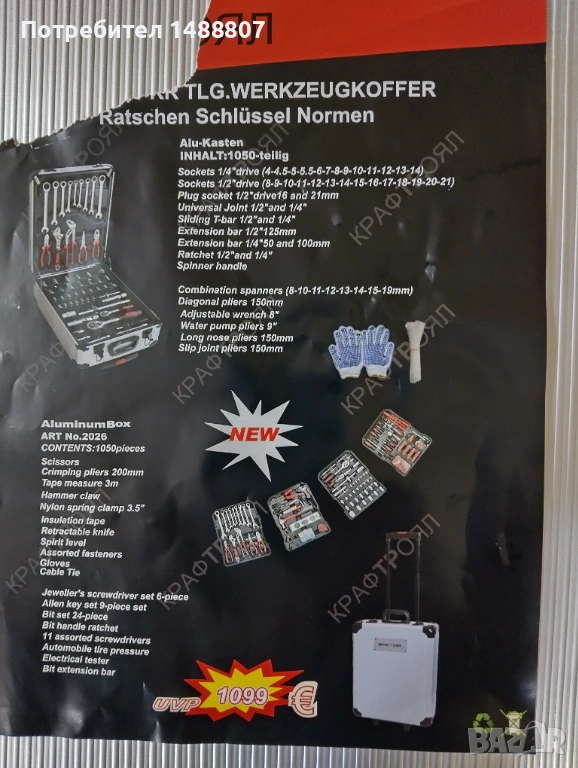 Потребител 1488807
РОЯЛ
TLG.WERKZEUGKOFFER
Ratschen Schlüssel Normen
Alu-Kasten
INHALT:1050-teilig
Sockets 1/4"drive (4-4.5-5-5.5-6-7-8-9-10-11-12-13-14)
Sockets 1/2"drive (8-9-10-11-12-13-14-15-16-17-18-19-20-21)
Plug socket 1/2"drive16 and 21mm
Universal Joint 1/2"and 1/4"
Sliding T-bar 1/2"and 1/4"
Extension bar 1/2"125mm
Extension bar 1/4"50 and 100mm
Ratchet 1/2"and 1/4"
Spinner handle
Combination spanners (8-10-11-12-13-14-15-19mm)
Diagonal pliers 150mm
Adjustable wrench 8"
Water pump pliers 9"
Long nose pliers 150mm
Slip joint pliers 150mm
AluminumBox
ART No.2026
CONTENTS:1050pieces
NEW
Scissors
Crimping pliers 200mm
Tape measure 3m
Hammer claw
Nylon spring clamp 3.5"
Insulation tape
Retractable knife
Spirit level
Assorted fasteners
Gloves
Cable Tie
Jeweller's screwdriver set 6-piece
Allen key set 9-piece set
Bit set 24-piece
Bit handle ratchet
11 assorted screwdrivers
Automobile tire pressure
Electrical tester
Bit extension bar
UVP 1099 €
КРАФТРОЯЛ
КРАФТРОЯЛ
КРАФТРОЯЛ
КРАФТРОЯЛ
КРАФТРОЯЛ
КРАФТРОЯЛ
КРАФТРОЯЛ
КРАФТРОЯЛ
bazar